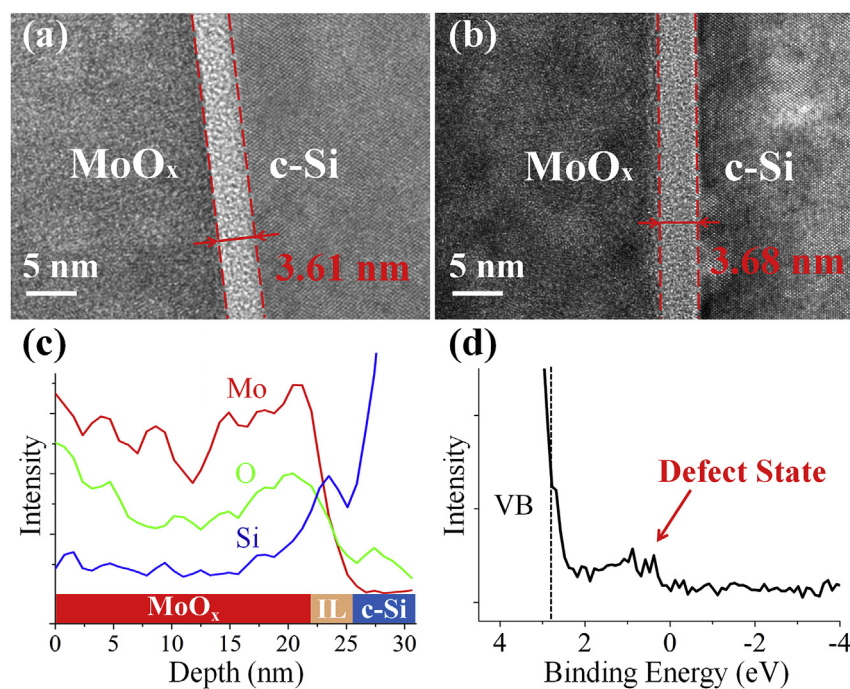 (a)
MoOx
c-Si
3.61 nm
5 nm
(b)
MoOx
c-Si
3.68 nm
5 nm
(c)
Intensity
Mo
O
Si
MoOx
IL
c-Si
0 5 10 15 20 25 30
Depth (nm)
(d)
Intensity
VB
Defect State
4 2 0 -2 -4
Binding Energy (eV)